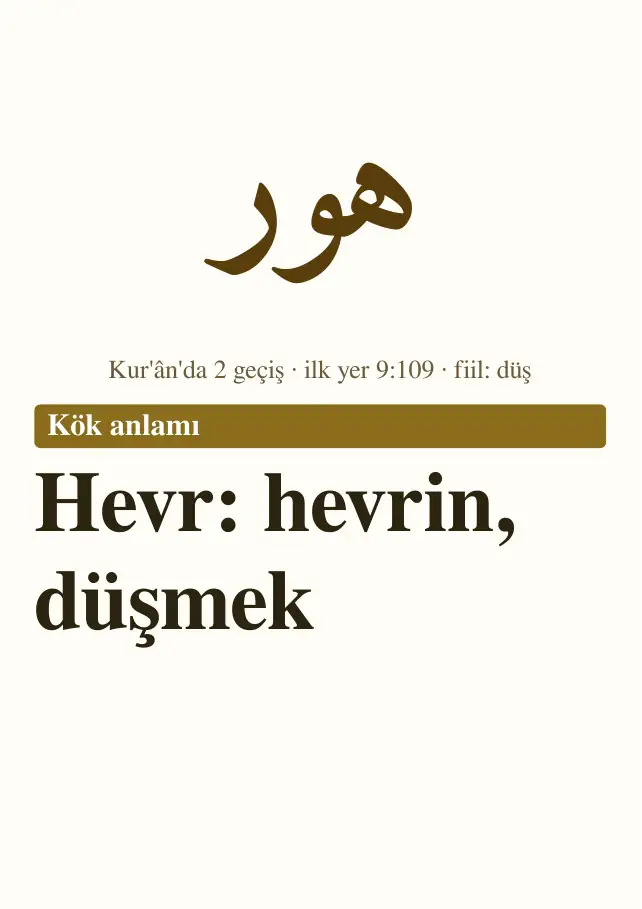 هور
Kur'ân'da 2 geçiş · ilk yer 9:109 · fiil: düş
Kök anlamı
Hevr: hevrin,
düşmek